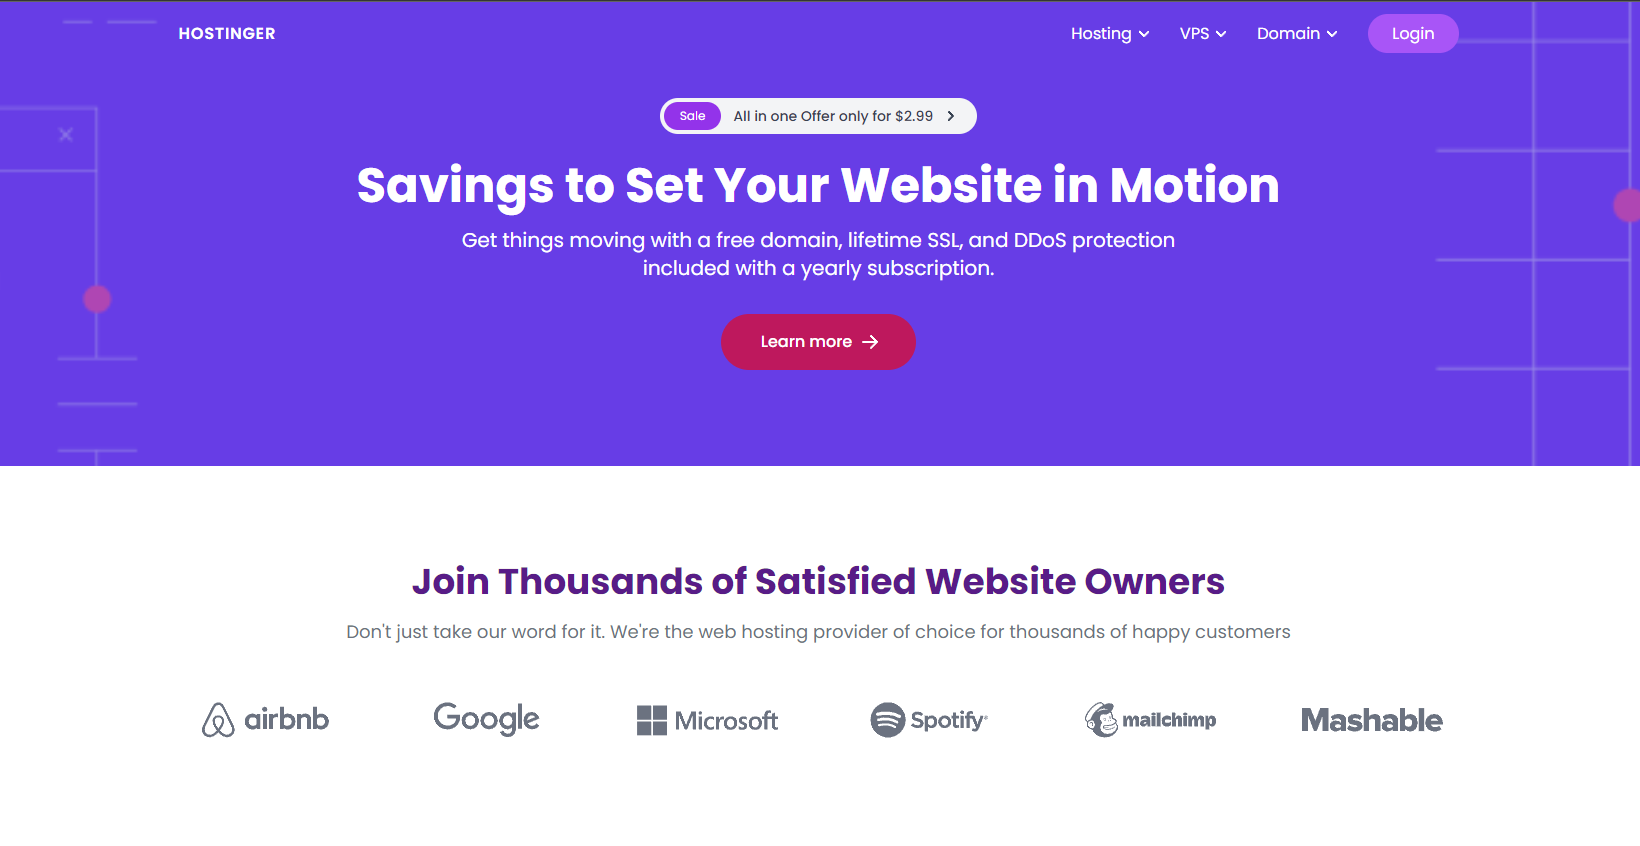 HOSTINGER
Hosting
VPS
Domain
Login
Sale
All in one Offer only for $2.99
Savings to Set Your Website in Motion
Get things moving with a free domain, lifetime SSL, and DDoS protection
included with a yearly subscription.
Learn more
Join Thousands of Satisfied Website Owners
Don't just take our word for it. We're the web hosting provider of choice for thousands of happy customers
airbnb
Google
Microsoft
Spotify
mailchimp
Mashable